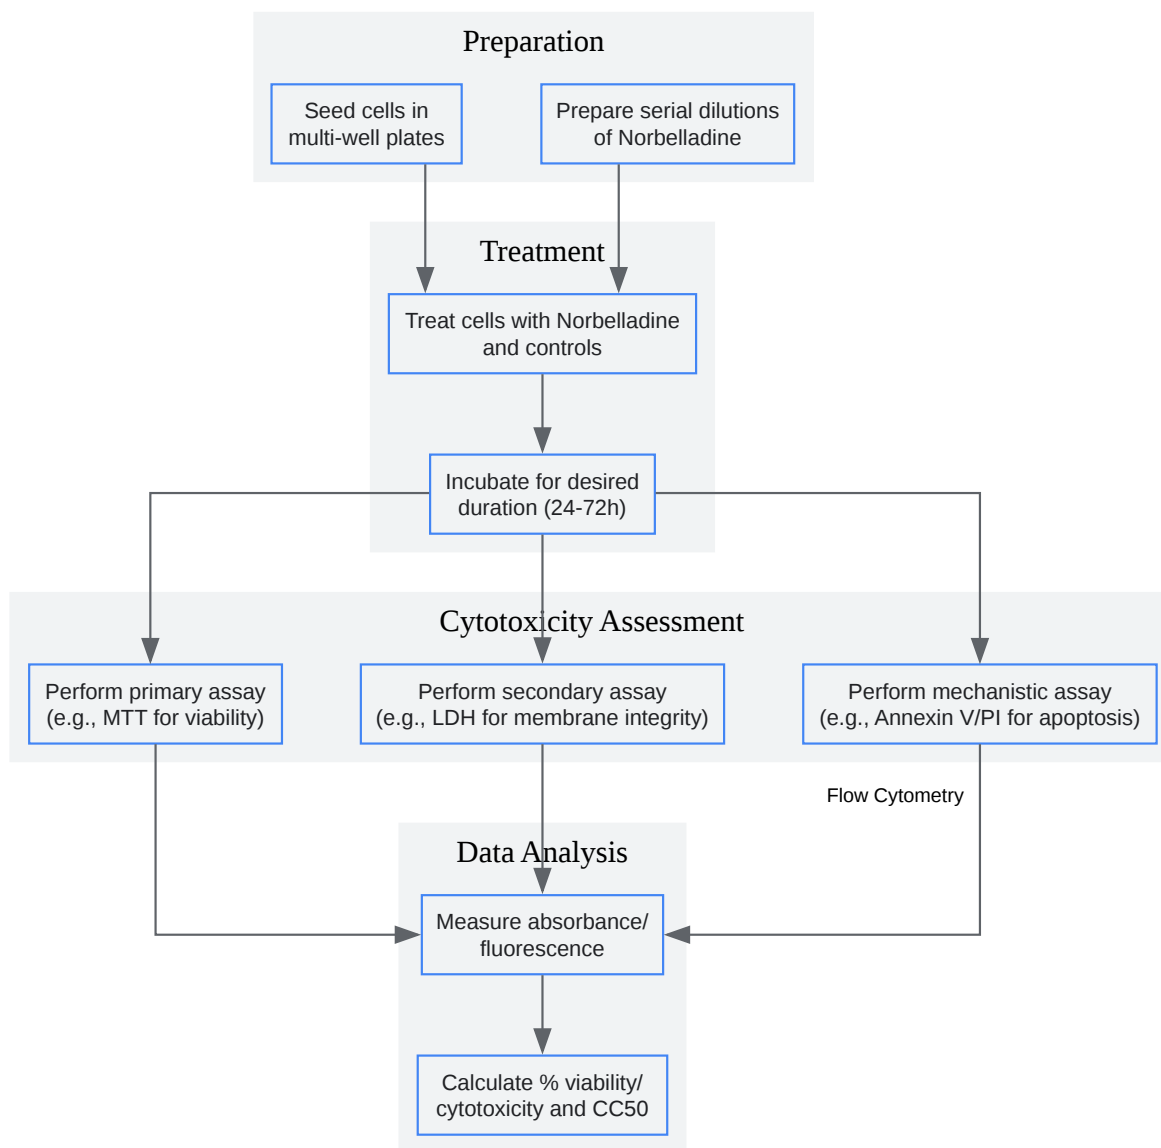 Preparation
Seed cells in
multi-well plates
Prepare serial dilutions
of Norbelladine
Treatment
Treat cells with Norbelladine
and controls
Incubate for desired
duration (24-72h)
Cytotoxicity Assessment
Perform primary assay
(e.g., MTT for viability)
Perform secondary assay
(e.g., LDH for membrane integrity)
Perform mechanistic assay
(e.g., Annexin V/PI for apoptosis)
Flow Cytometry
Data Analysis
Measure absorbance/
fluorescence
Calculate % viability/
cytotoxicity and CC50